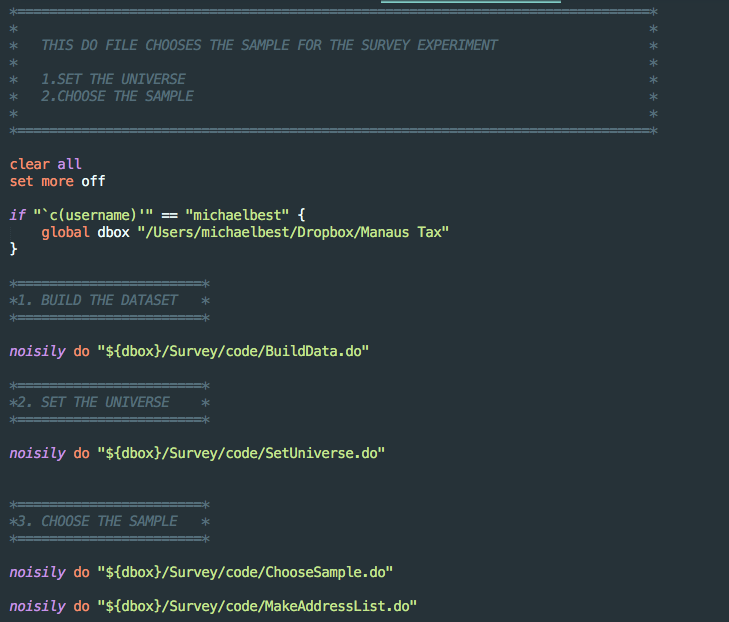 *================================================================================*
*                                                                                *
*   THIS DO FILE CHOOSES THE SAMPLE FOR THE SURVEY EXPERIMENT                    *
*                                                                                *
*   1.SET THE UNIVERSE                                                           *
*   2.CHOOSE THE SAMPLE                                                          *
*                                                                                *
*================================================================================*
clear all
set more off
if "`c(username)'" == "michaelbest" {
    global dbox "/Users/michaelbest/Dropbox/Manaus Tax"
}
*=======================*
*1. BUILD THE DATASET   *
*=======================*
noisily do "${dbox}/Survey/code/BuildData.do"
*=======================*
*2. SET THE UNIVERSE    *
*=======================*
noisily do "${dbox}/Survey/code/SetUniverse.do"
*=======================*
*3. CHOOSE THE SAMPLE   *
*=======================*
noisily do "${dbox}/Survey/code/ChooseSample.do"
noisily do "${dbox}/Survey/code/MakeAddressList.do"